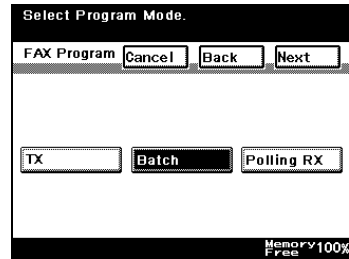 Select Program Mode.
FAX Program Cancel Back Next
TX Batch Polling RX
Memory Free 100%